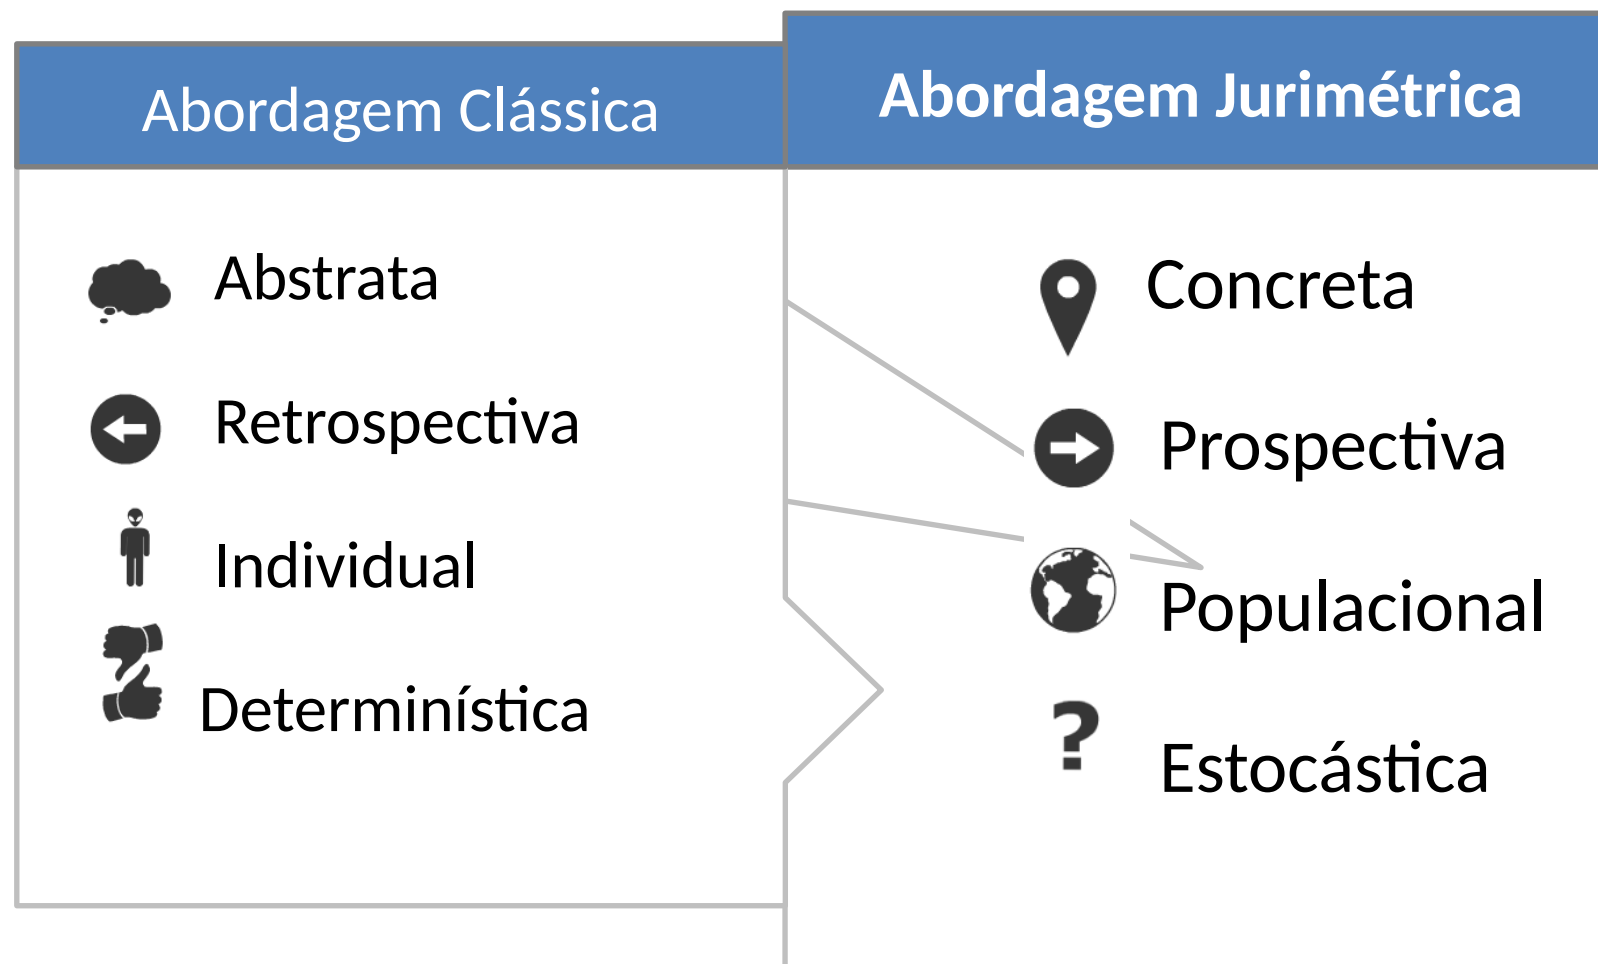 Abordagem Clássica
Abstrata
Retrospectiva
Individual
Determinística
Abordagem Jurimétrica
Concreta
Prospectiva
Populacional
?
Estocástica